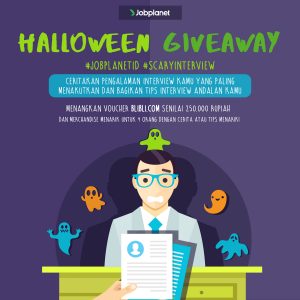 Jobplanet
HALLOWEEN GIVEAWAY
#JOBPLANETID #SCARYINTERVIEW
CERITAKAN PENGALAMAN INTERVIEW KAMU YANG PALING
MENAKUTKAN DAN BAGIKAN TIPS INTERVIEW ANDALAN KAMU
MENANGKAN VOUCHER BLIBLI.COM SENILAI 250.000 RUPIAH
DAN MERCHANDISE MENARIK UNTUK 4 ORANG DENGAN CERITA ATAU TIPS MENARIK!